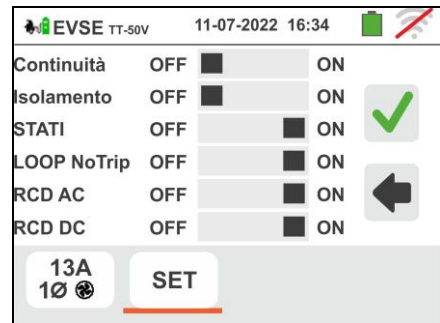 EVSE TT-50V 11-07-2022 16:34
Continuità OFF ON
Isolamento OFF ON
STATI OFF ON
LOOP NoTrip OFF ON
RCD AC OFF ON
RCD DC OFF ON
13A
1Ø
SET